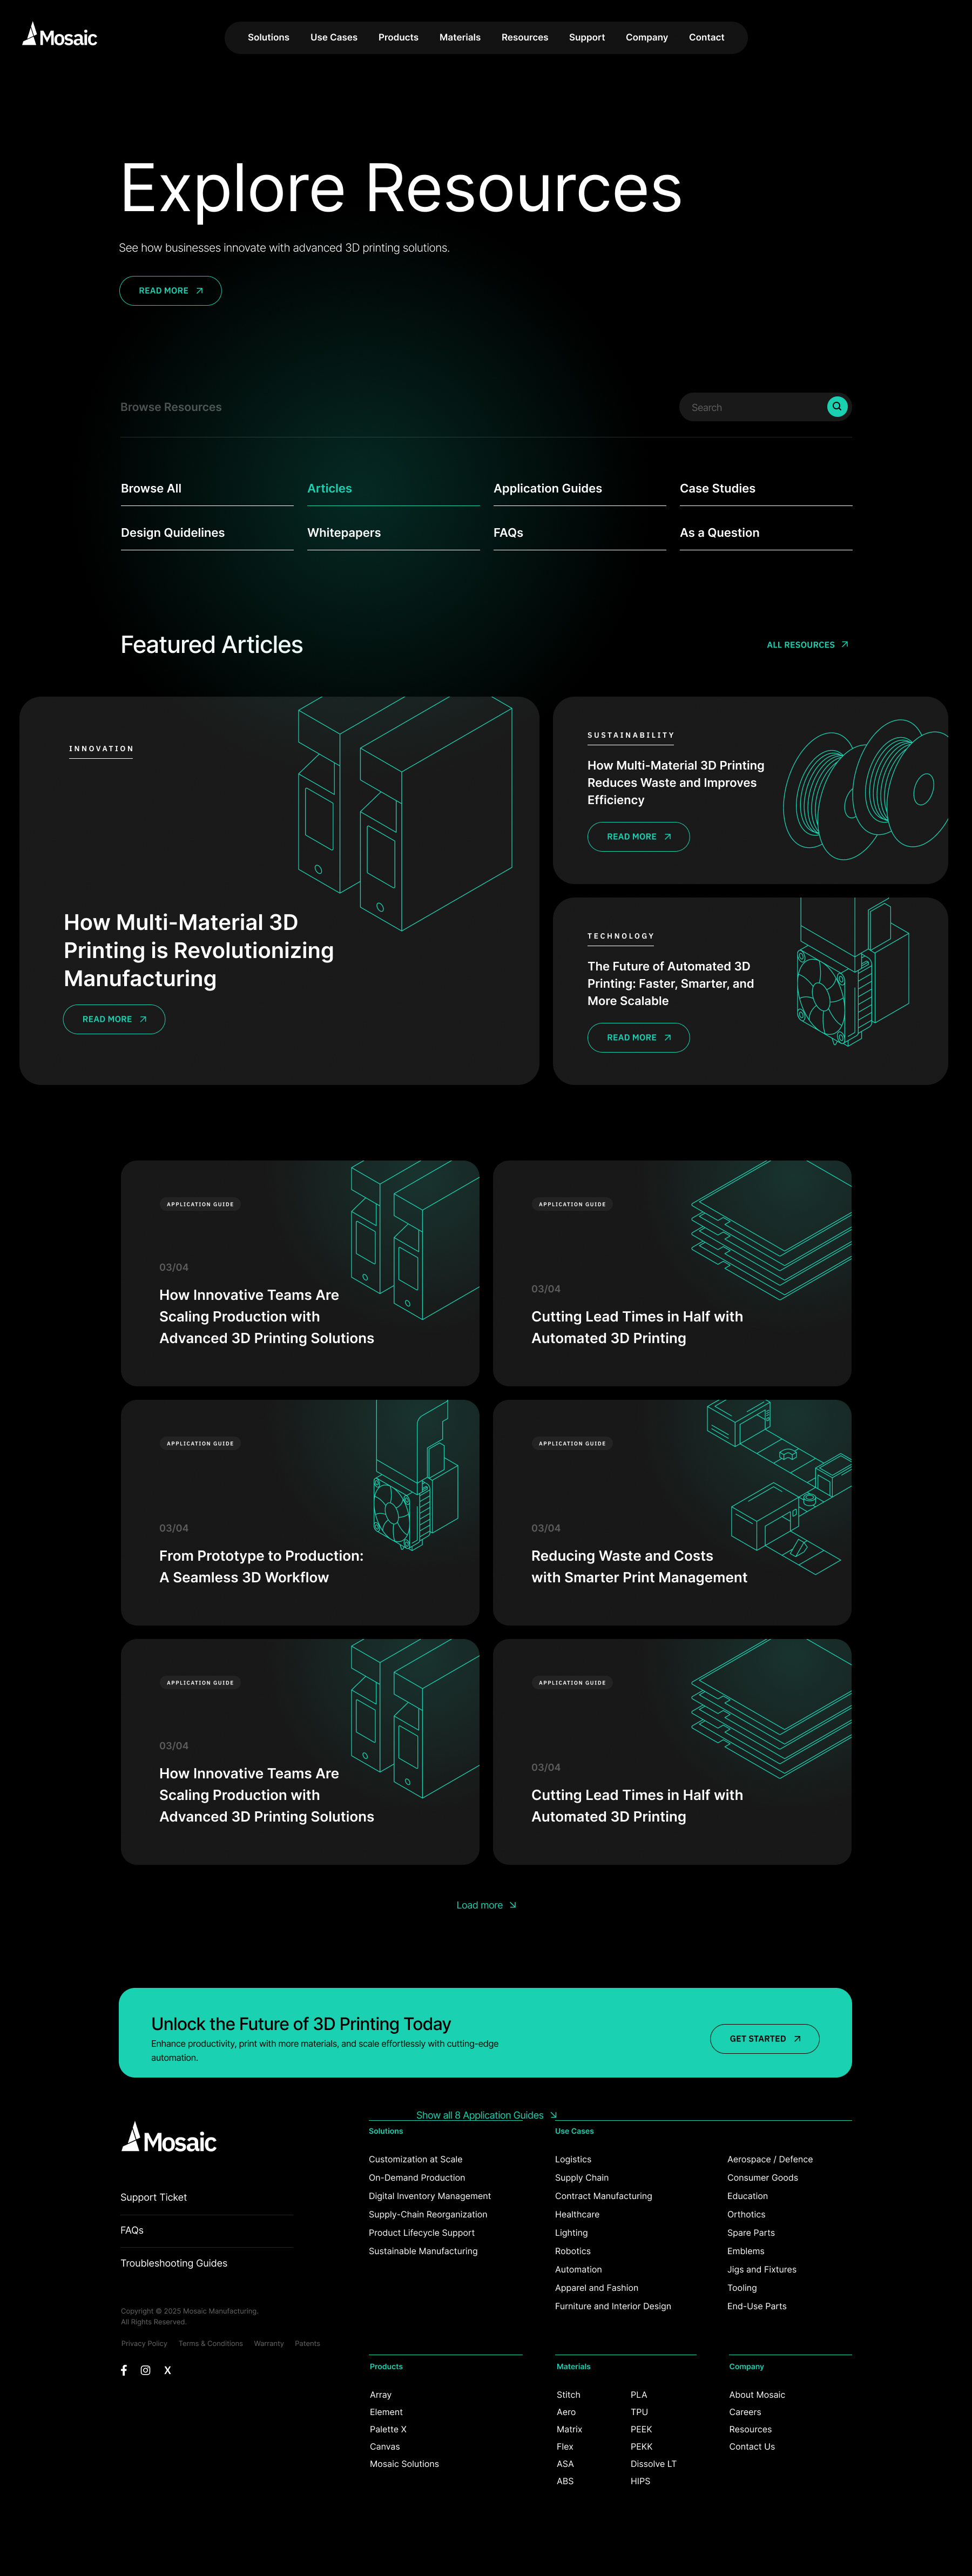 Mosaic
Solutions
Use Cases
Products
Materials
Resources
Support
Company
Contact
Explore Resources
See how businesses innovate with advanced 3D printing solutions.
READ MORE
Browse Resources
Search
Browse All
Articles
Application Guides
Case Studies
Design Quidelines
Whitepapers
FAQs
As a Question
Featured Articles
ALL RESOURCES
INNOVATION
How Multi-Material 3D
Printing is Revolutionizing
Manufacturing
READ MORE
SUSTAINABILITY
How Multi-Material 3D Printing
Reduces Waste and Improves
Efficiency
READ MORE
TECHNOLOGY
The Future of Automated 3D
Printing: Faster, Smarter, and
More Scalable
READ MORE
APPLICATION GUIDE
03/04
How Innovative Teams Are
Scaling Production with
Advanced 3D Printing Solutions
APPLICATION GUIDE
03/04
Cutting Lead Times in Half with
Automated 3D Printing
APPLICATION GUIDE
03/04
From Prototype to Production:
A Seamless 3D Workflow
APPLICATION GUIDE
03/04
Reducing Waste and Costs
with Smarter Print Management
APPLICATION GUIDE
03/04
How Innovative Teams Are
Scaling Production with
Advanced 3D Printing Solutions
APPLICATION GUIDE
03/04
Cutting Lead Times in Half with
Automated 3D Printing
Load more
Unlock the Future of 3D Printing Today
Enhance productivity, print with more materials, and scale effortlessly with cutting-edge
automation.
GET STARTED
Show all 8 Application Guides
Mosaic
Support Ticket
FAQs
Troubleshooting Guides
Copyright © 2025 Mosaic Manufacturing.
All Rights Reserved.
Privacy Policy
Terms & Conditions
Warranty
Patents
X
Solutions
Customization at Scale
On-Demand Production
Digital Inventory Management
Supply-Chain Reorganization
Product Lifecycle Support
Sustainable Manufacturing
Use Cases
Logistics
Supply Chain
Contract Manufacturing
Healthcare
Lighting
Robotics
Automation
Apparel and Fashion
Furniture and Interior Design
Aerospace / Defence
Consumer Goods
Education
Orthotics
Spare Parts
Emblems
Jigs and Fixtures
Tooling
End-Use Parts
Products
Array
Element
Palette X
Canvas
Mosaic Solutions
Materials
Stitch
Aero
Matrix
Flex
ASA
ABS
PLA
TPU
PEEK
PEKK
Dissolve LT
HIPS
Company
About Mosaic
Careers
Resources
Contact Us